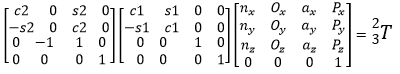 [c2 0 s2 0] [c1 s1 0 0] [n_x O_x a_x P_x]
[-s2 0 c2 0] [-s1 c1 0 0] [n_y O_y a_y P_y] = ²₃T
[0 -1 1 0] [0 0 1 0] [n_z O_z a_z P_z]
[0 0 0 1] [0 0 0 1] [0 0 0 1]